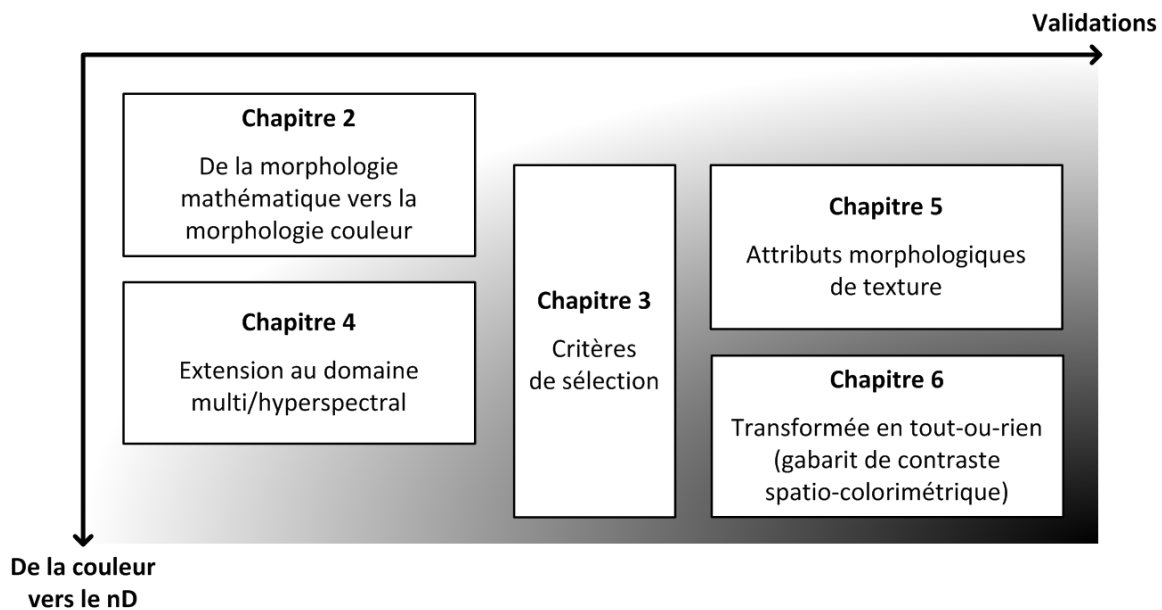 Validations
Chapitre 2
De la morphologie
mathématique vers la
morphologie couleur
Chapitre 4
Extension au domaine
multi/hyperspectral
Chapitre 3
Critères
de sélection
Chapitre 5
Attributs morphologiques
de texture
Chapitre 6
Transformée en tout-ou-rien
(gabarit de contraste
spatio-colorimétrique)
De la couleur
vers le nD